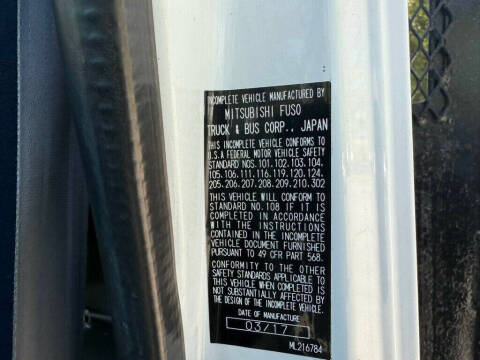 INCOMPLETE VEHICLE MANUFACTURED BY
MITSUBISHI FUSO
TRUCK & BUS CORP., JAPAN
THIS INCOMPLETE VEHICLE CONFORMS TO
U.S.A FEDERAL MOTOR VEHICLE SAFETY
STANDARD NOS.101.102.103.104.
105.106.111.116.119.120.124.
205.206.207.208.209.210.302
THIS VEHICLE WILL CONFORM TO
STANDARD NO.108 IF IT IS
COMPLETED IN ACCORDANCE
WITH THE INSTRUCTIONS
CONTAINED IN THE INCOMPLETE
VEHICLE DOCUMENT FURNISHED
PURSUANT TO 49 CFR PART 568.
CONFORMITY TO THE OTHER
SAFETY STANDARDS APPLICABLE TO
THIS VEHICLE WHEN COMPLETED IS
NOT SUBSTANTIALLY AFFECTED BY
THE DESIGN OF THE INCOMPLETE VEHICLE.
DATE OF MANUFACTURE
03/17
ML216784